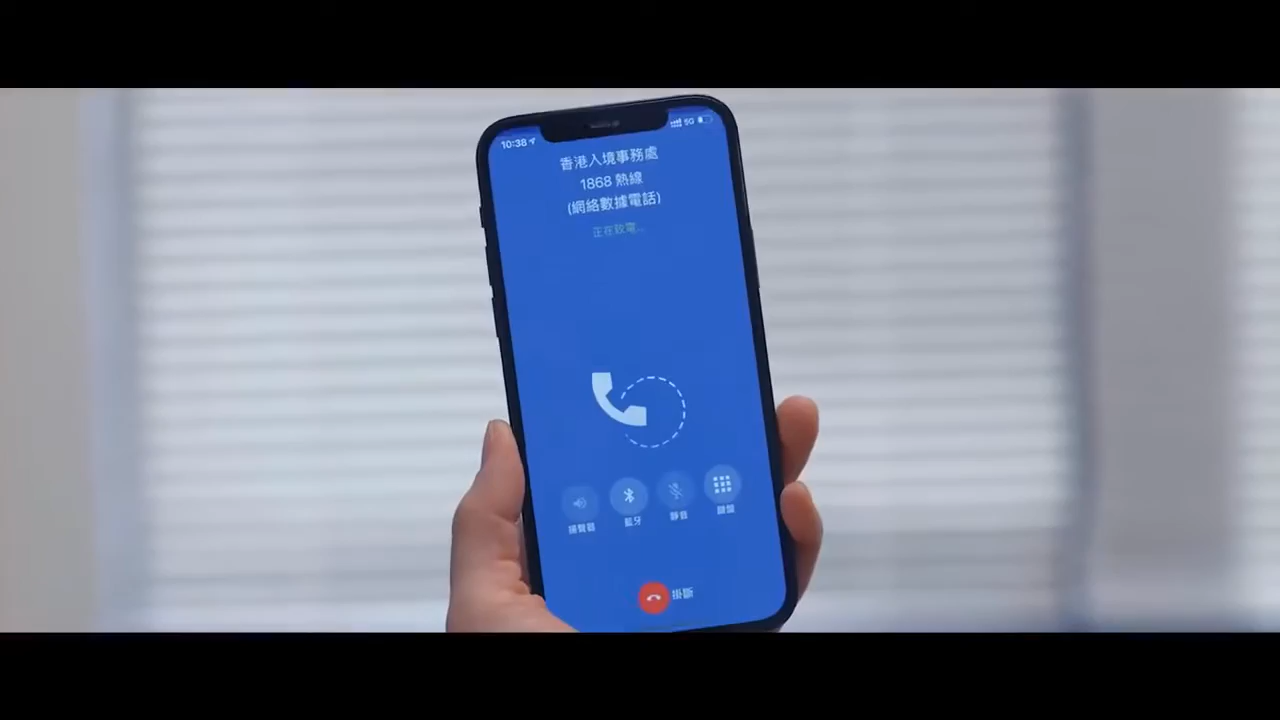 10:38
5G
香港入境事務處
1868 熱線
(網絡數據電話)
正在致電...
揚聲器
藍牙
靜音
鍵盤
掛斷